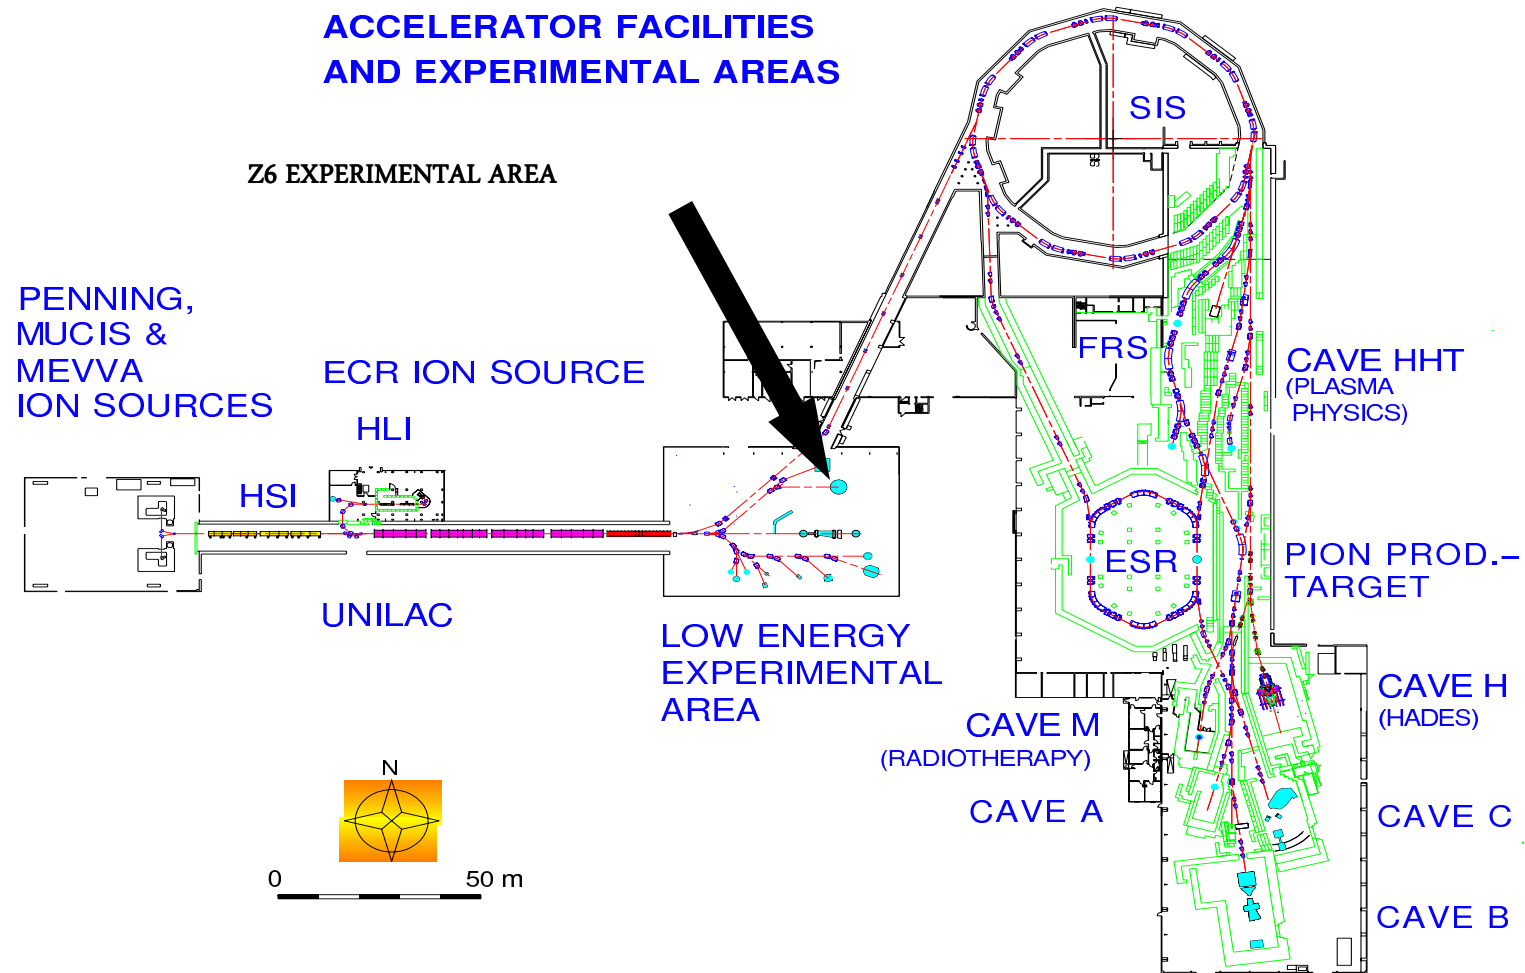 ACCELERATOR FACILITIES
AND EXPERIMENTAL AREAS
SIS
SIS
Z6 EXPERIMENTAL AREA
PENNING,
MUCIS &
MEVVA
ION SOURCES
ECR ION SOURCE
HLI
FRS
CAVE HHT
(PLASMA
PHYSICS)
HSI
UNILAC
ESR
PION PROD.–
TARGET
LOW ENERGY
EXPERIMENTAL
AREA
CAVE M
(RADIOTHERAPY)
CAVE H
(HADES)
CAVE A
CAVE C
CAVE B
N
0
50 m